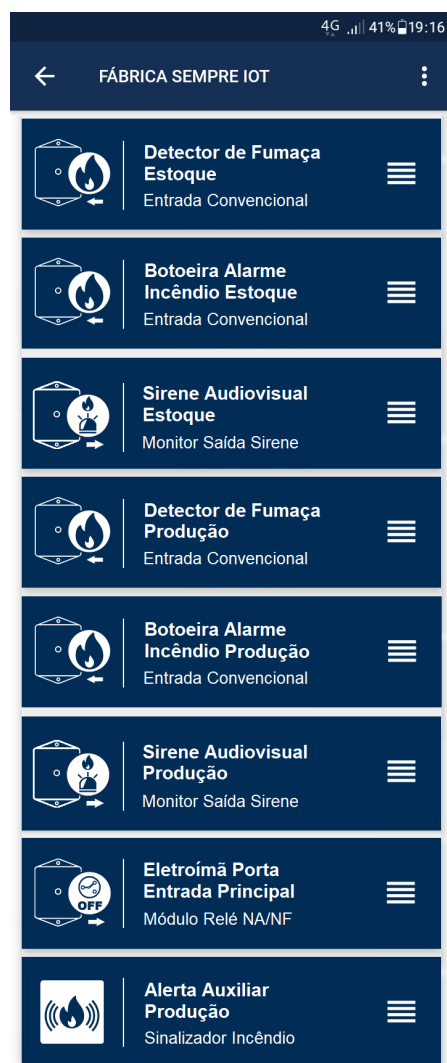 4G 41% 19:16
FÁBRICA SEMPRE IOT
Detector de Fumaça
Estoque
Entrada Convencional
Botoeira Alarme
Incêndio Estoque
Entrada Convencional
Sirene Audiovisual
Estoque
Monitor Saída Sirene
Detector de Fumaça
Produção
Entrada Convencional
Botoeira Alarme
Incêndio Produção
Entrada Convencional
Sirene Audiovisual
Produção
Monitor Saída Sirene
Eletroímã Porta
Entrada Principal
OFF
Módulo Relé NA/NF
Alerta Auxiliar
Produção
Sinalizador Incêndio